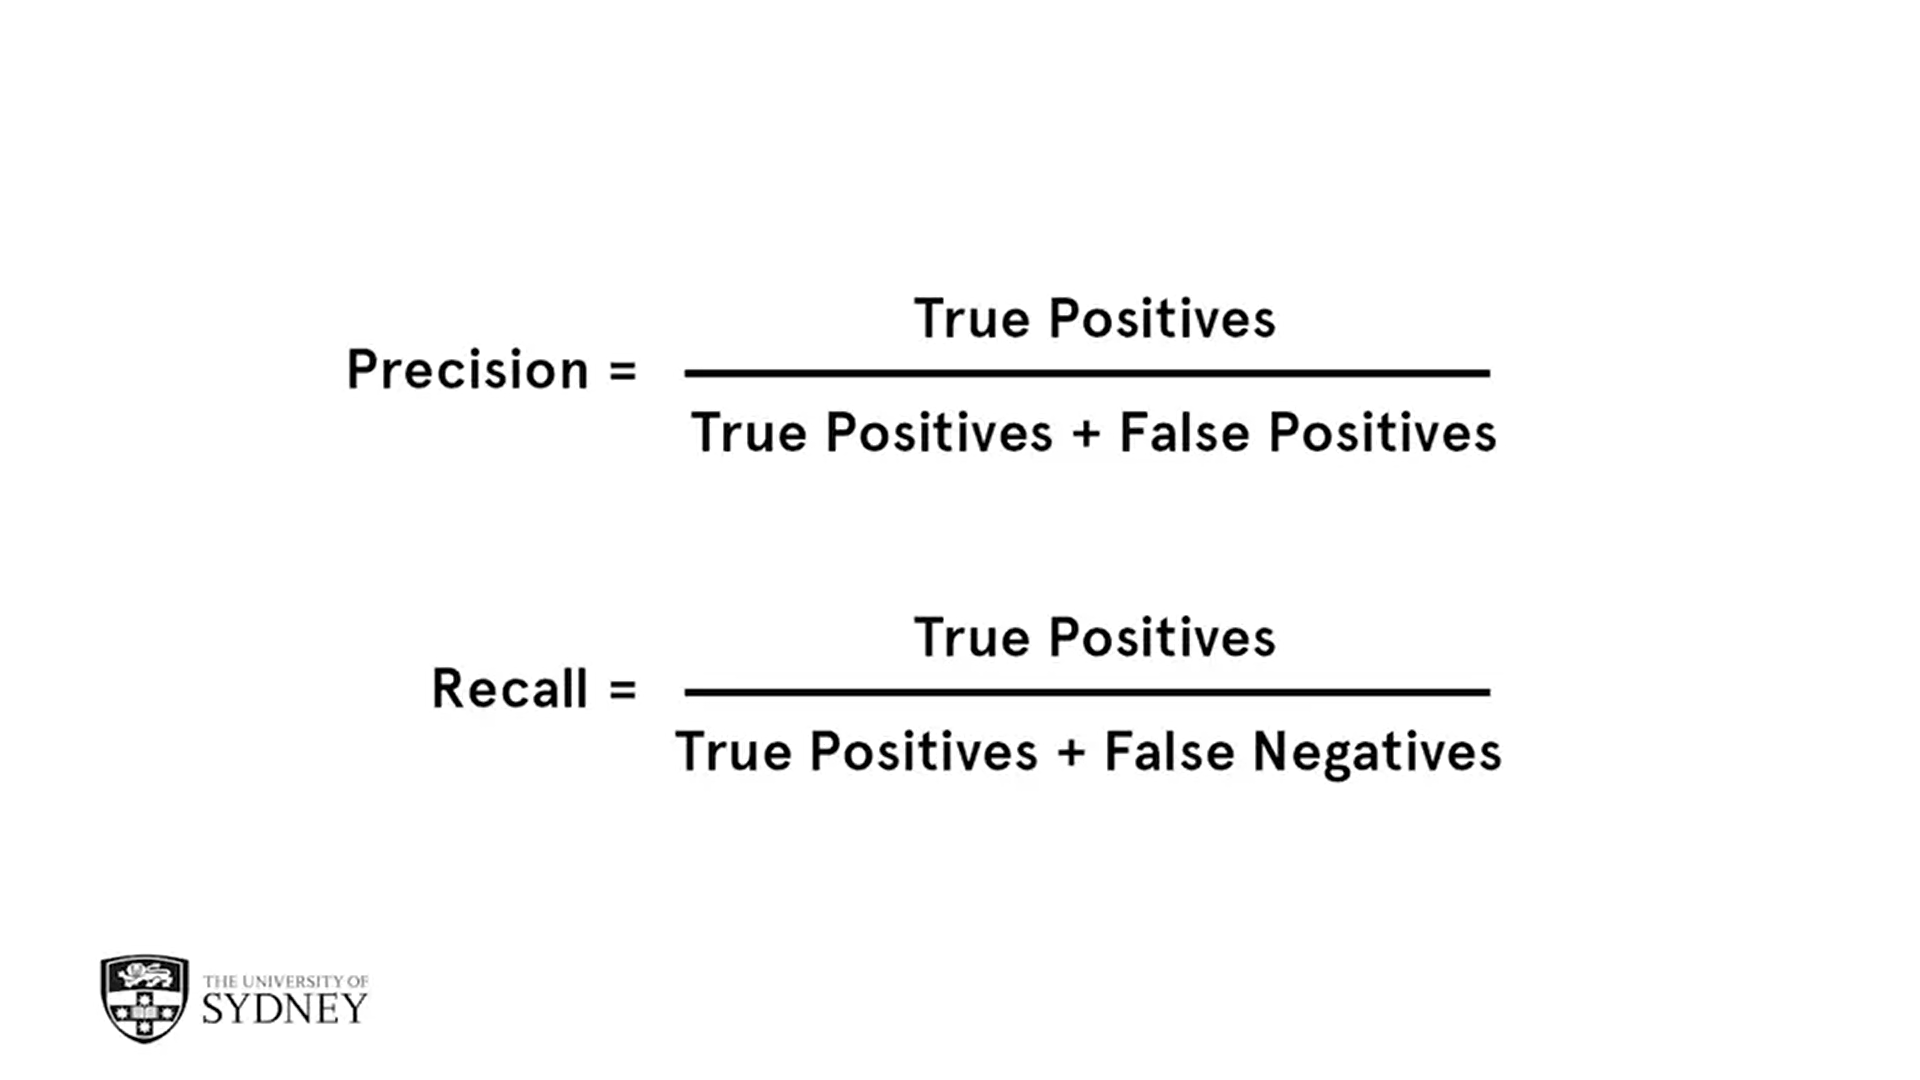 True Positives
Precision =
True Positives + False Positives
True Positives
Recall =
True Positives + False Negatives
THE UNIVERSITY OF
SYDNEY